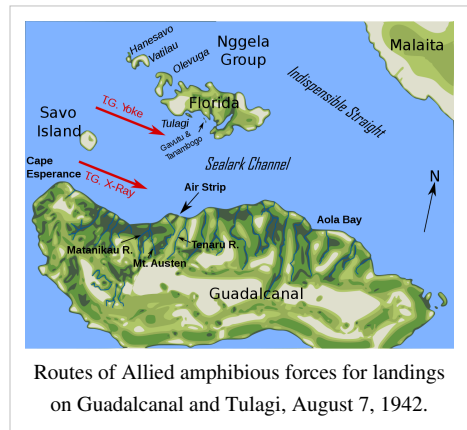 Hanesavo
Vatilau
Olevuga
Nggela
Group
Malaita
Indispensible Straight
T.G. Yoke
Florida
Savo
Island
Tulagi
Gavutu &
Tanambogo
Sealark Channel
Cape
Esperance
T.G. X-Ray
Air Strip
N
Aola Bay
Matanikau R.
Tenaru R.
Mt. Austen
Guadalcanal
Routes of Allied amphibious forces for landings
on Guadalcanal and Tulagi, August 7, 1942.